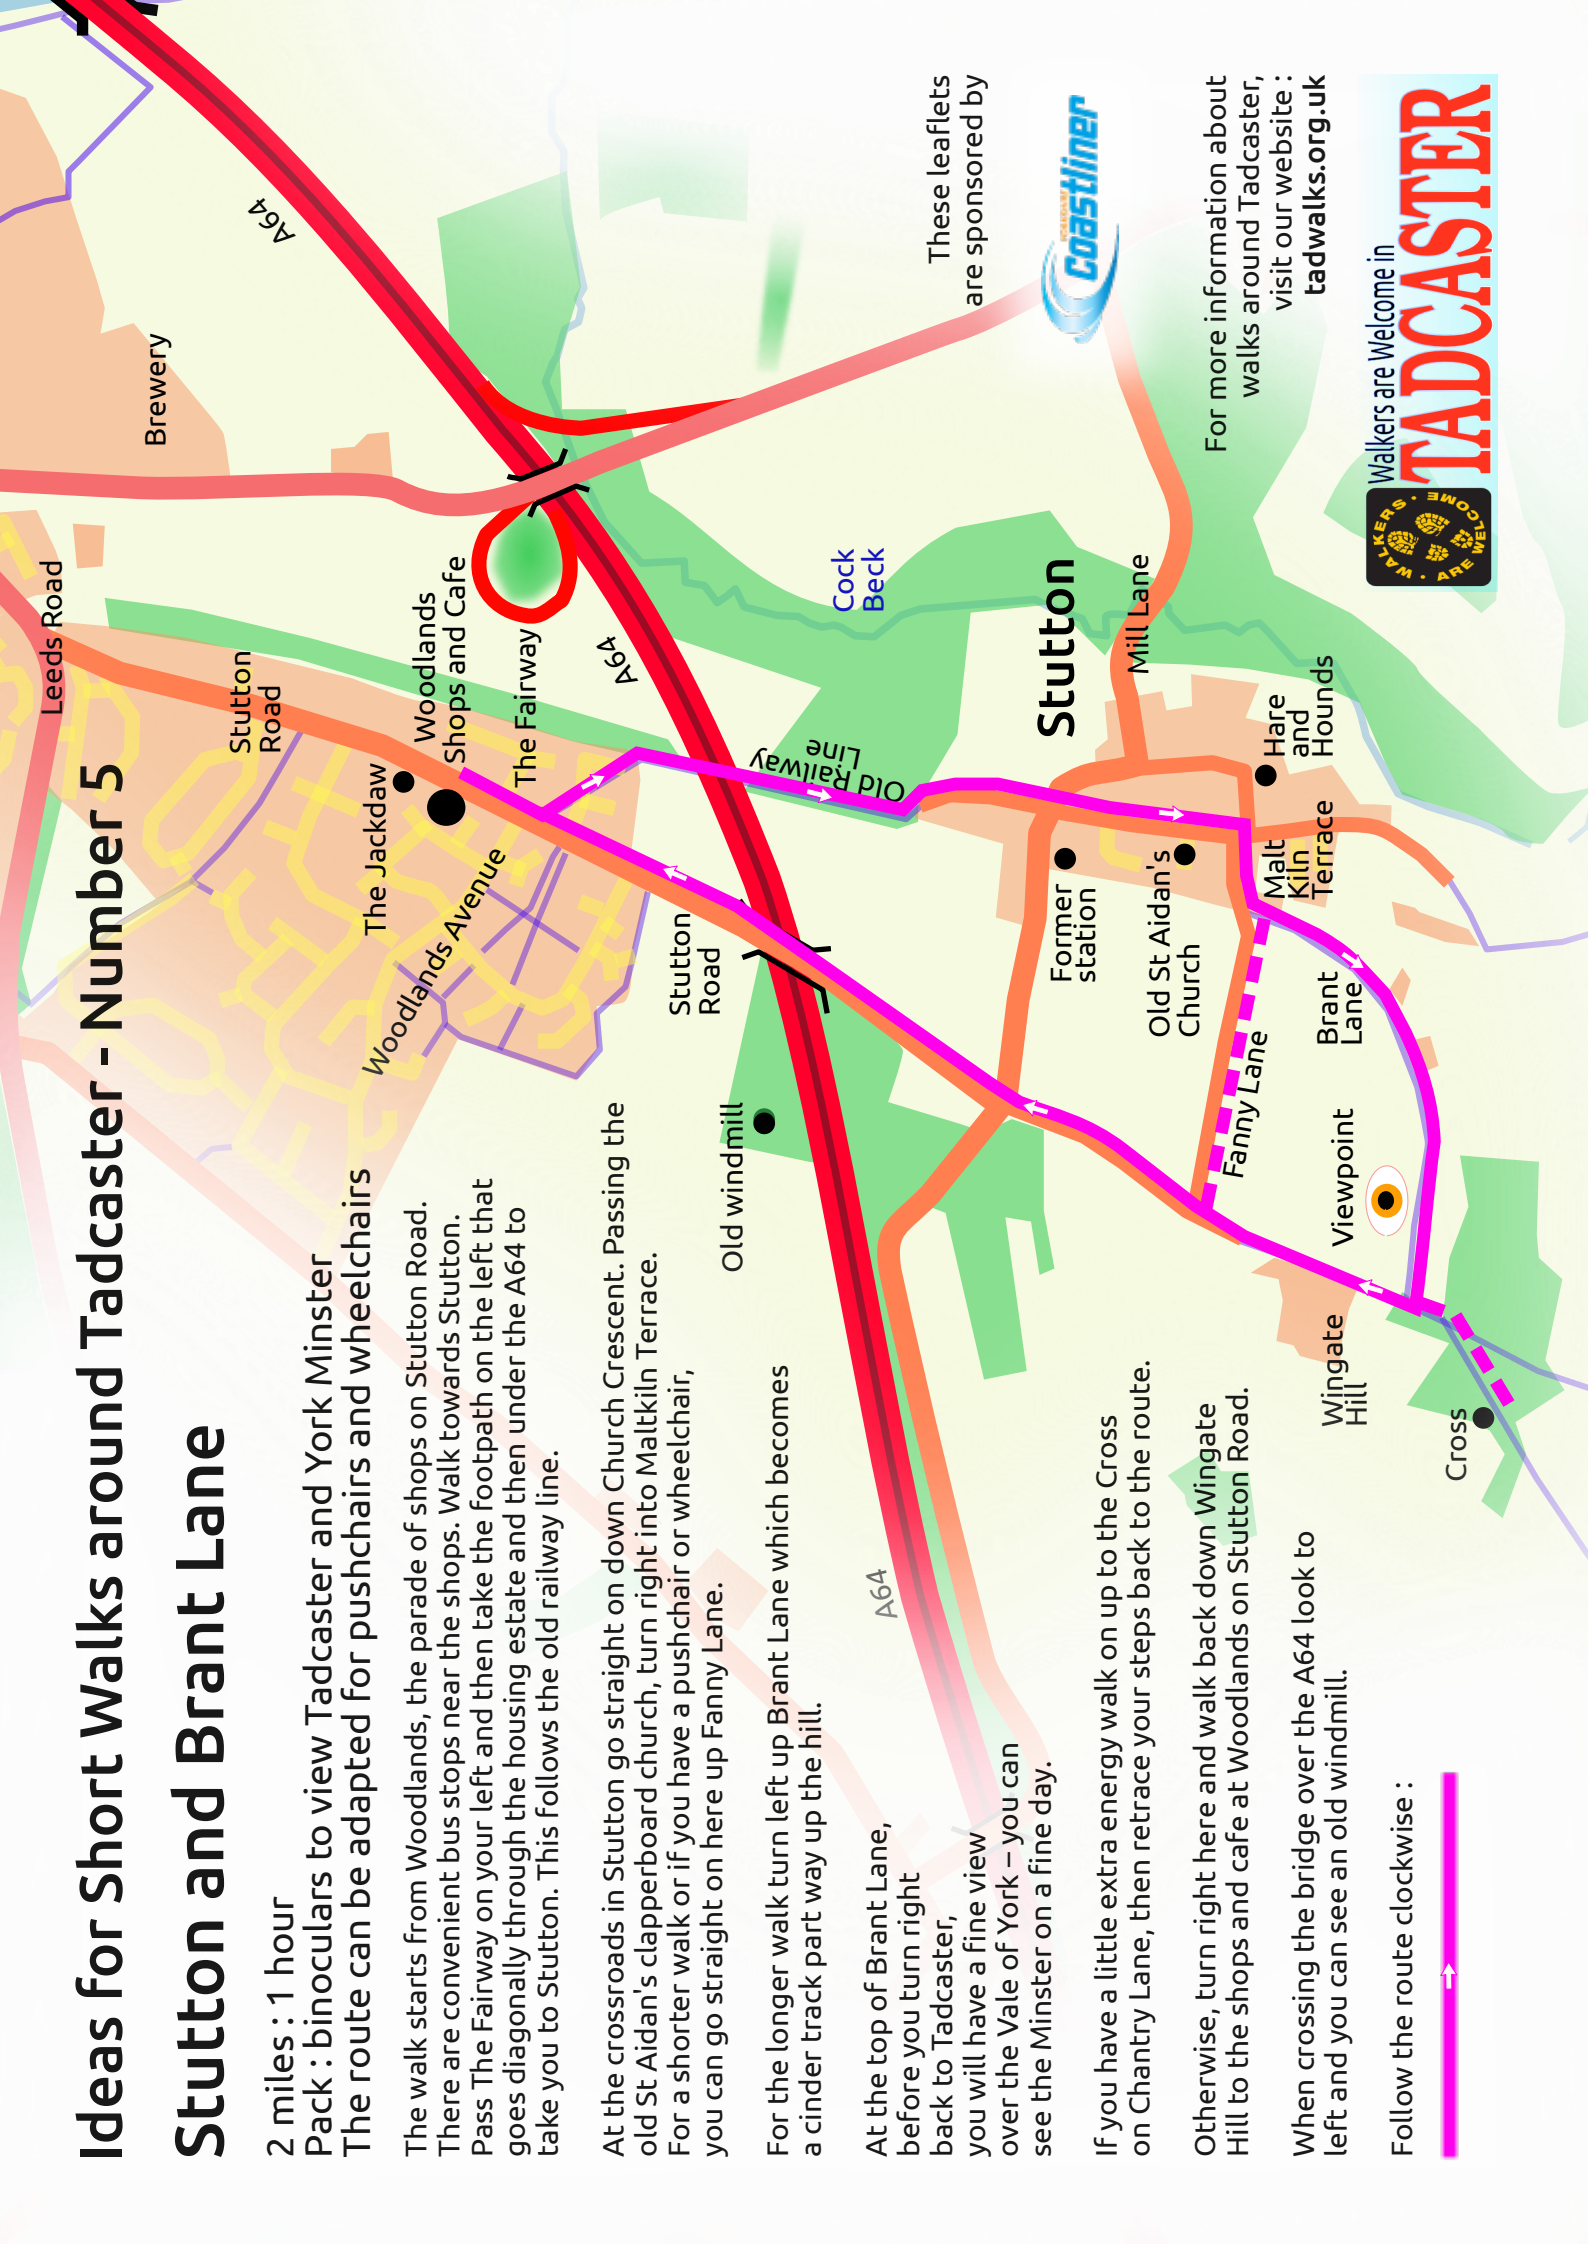 Ideas for Short Walks around Tadcaster - Number 5
Stutton and Brant Lane
2 miles : 1 hour
Pack : binoculars to view Tadcaster and York Minster
The route can be adapted for pushchairs and wheelchairs
The walk starts from Woodlands, the parade of shops on Stutton Road.
There are convenient bus stops near the shops. Walk towards Stutton.
Pass The Fairway on your left and then take the footpath on the left that
goes diagonally through the housing estate and then under the A64 to
take you to Stutton. This follows the old railway line.
At the crossroads in Stutton go straight on down Church Crescent. Passing the
old St Aidan's clapperboard church, turn right into Maltkiln Terrace.
For a shorter walk or if you have a pushchair or wheelchair,
you can go straight on here up Fanny Lane.
For the longer walk turn left up Brant Lane which becomes
a cinder track part way up the hill.
At the top of Brant Lane,
before you turn right
back to Tadcaster,
you will have a fine view
over the Vale of York – you can
see the Minster on a fine day.
If you have a little extra energy walk on up to the Cross
on Chantry Lane, then retrace your steps back to the route.
Otherwise, turn right here and walk back down Wingate
Hill to the shops and cafe at Woodlands on Stutton Road.
When crossing the bridge over the A64 look to
left and you can see an old windmill.
Follow the route clockwise :
Leeds Road
Brewery
A64
Stutton
Road
The Jackdaw
Woodlands
Shops and Cafe
The Fairway
Woodlands Avenue
A64
Stutton
Road
Old windmill
Old Railway
Line
Cock
Beck
A64
Stutton
Mill Lane
Former
station
Old St Aidan's
Church
Hare
and
Hounds
Malt
Kiln
Terrace
Fanny Lane
Brant
Lane
Viewpoint
Wingate
Hill
Cross
These leaflets
are sponsored by
Coastliner
For more information about
walks around Tadcaster,
visit our website :
tadwalks.org.uk
Walkers are Welcome in
TADCASTER
WALKERS • ARE WELCOME •